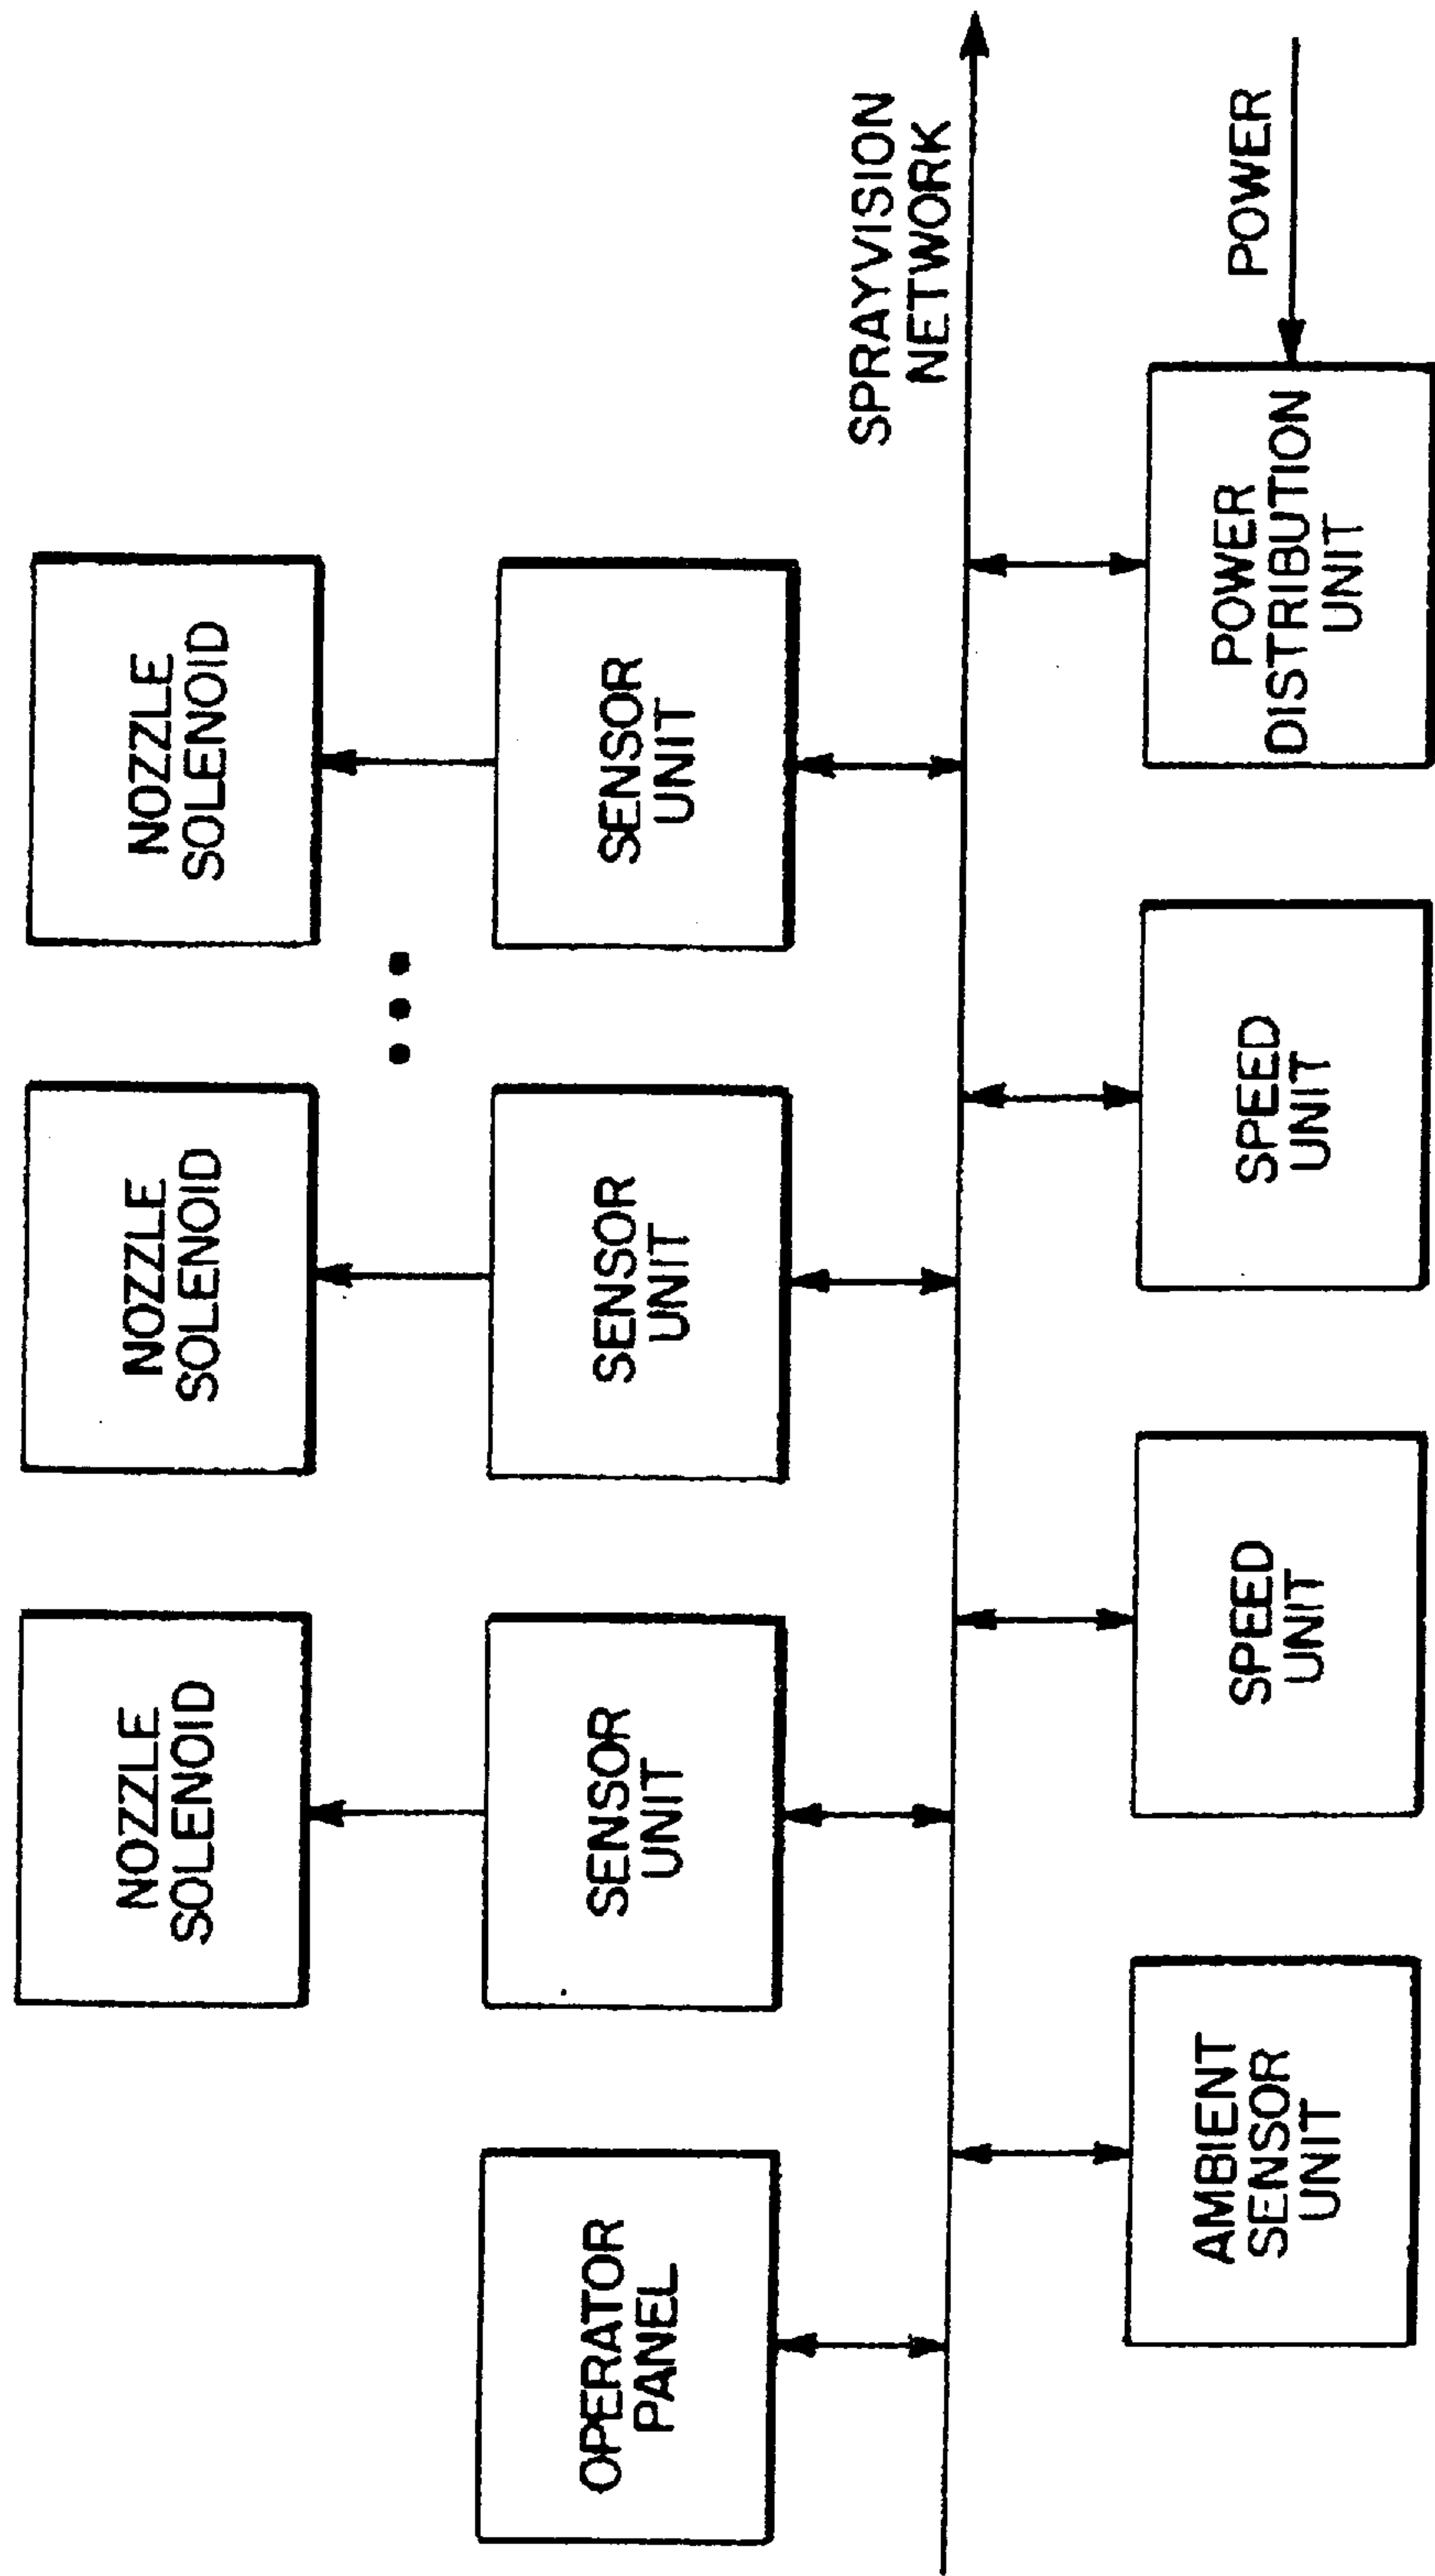 NOZZLE
SOLENOID
NOZZLE
SOLENOID
NOZZLE
SOLENOID
OPERATOR
PANEL
SENSOR
UNIT
SENSOR
UNIT
SENSOR
UNIT
SPRAYVISION
NETWORK
AMBIENT
SENSOR
UNIT
SPEED
UNIT
SPEED
UNIT
POWER
DISTRIBUTION
UNIT
POWER